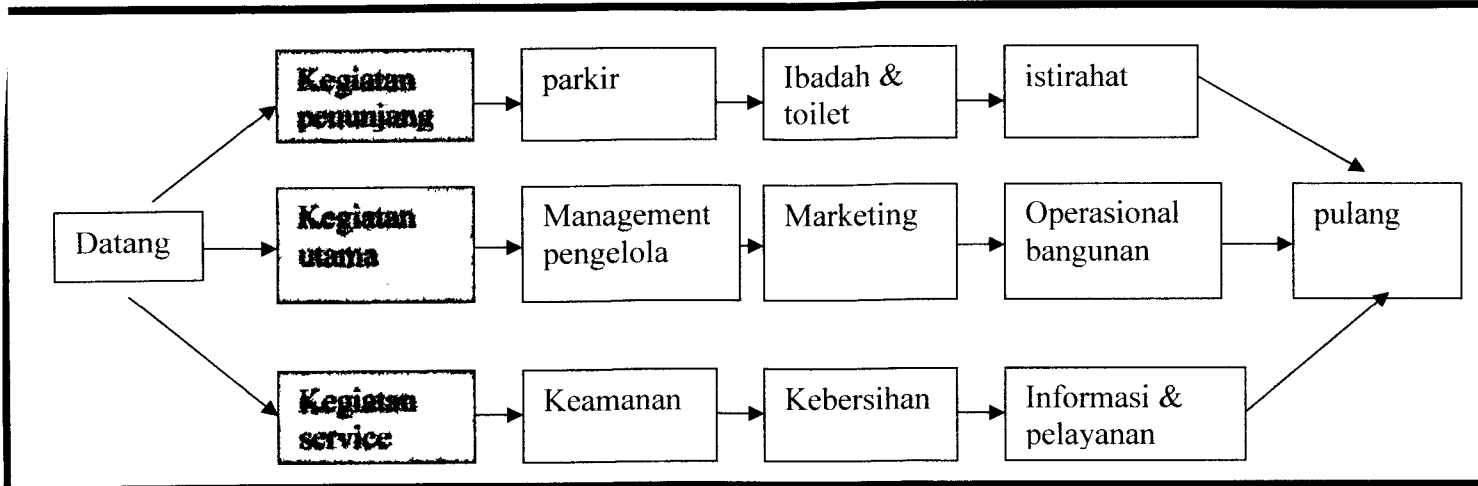 Kegiatan
penunjang
parkir
Ibadah &
toilet
istirahat
Datang
Kegiatan
utama
Management
pengelola
Marketing
Operasional
bangunan
pulang
Kegiatan
service
Keamanan
Kebersihan
Informasi &
pelayanan